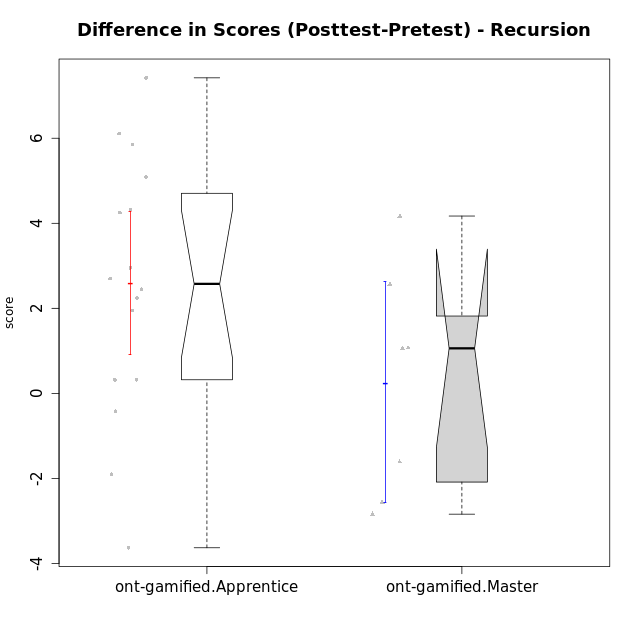 Difference in Scores (Posttest-Pretest) - Recursion
score
6
4
2
0
-2
-4
ont-gamified.Apprentice
ont-gamified.Master